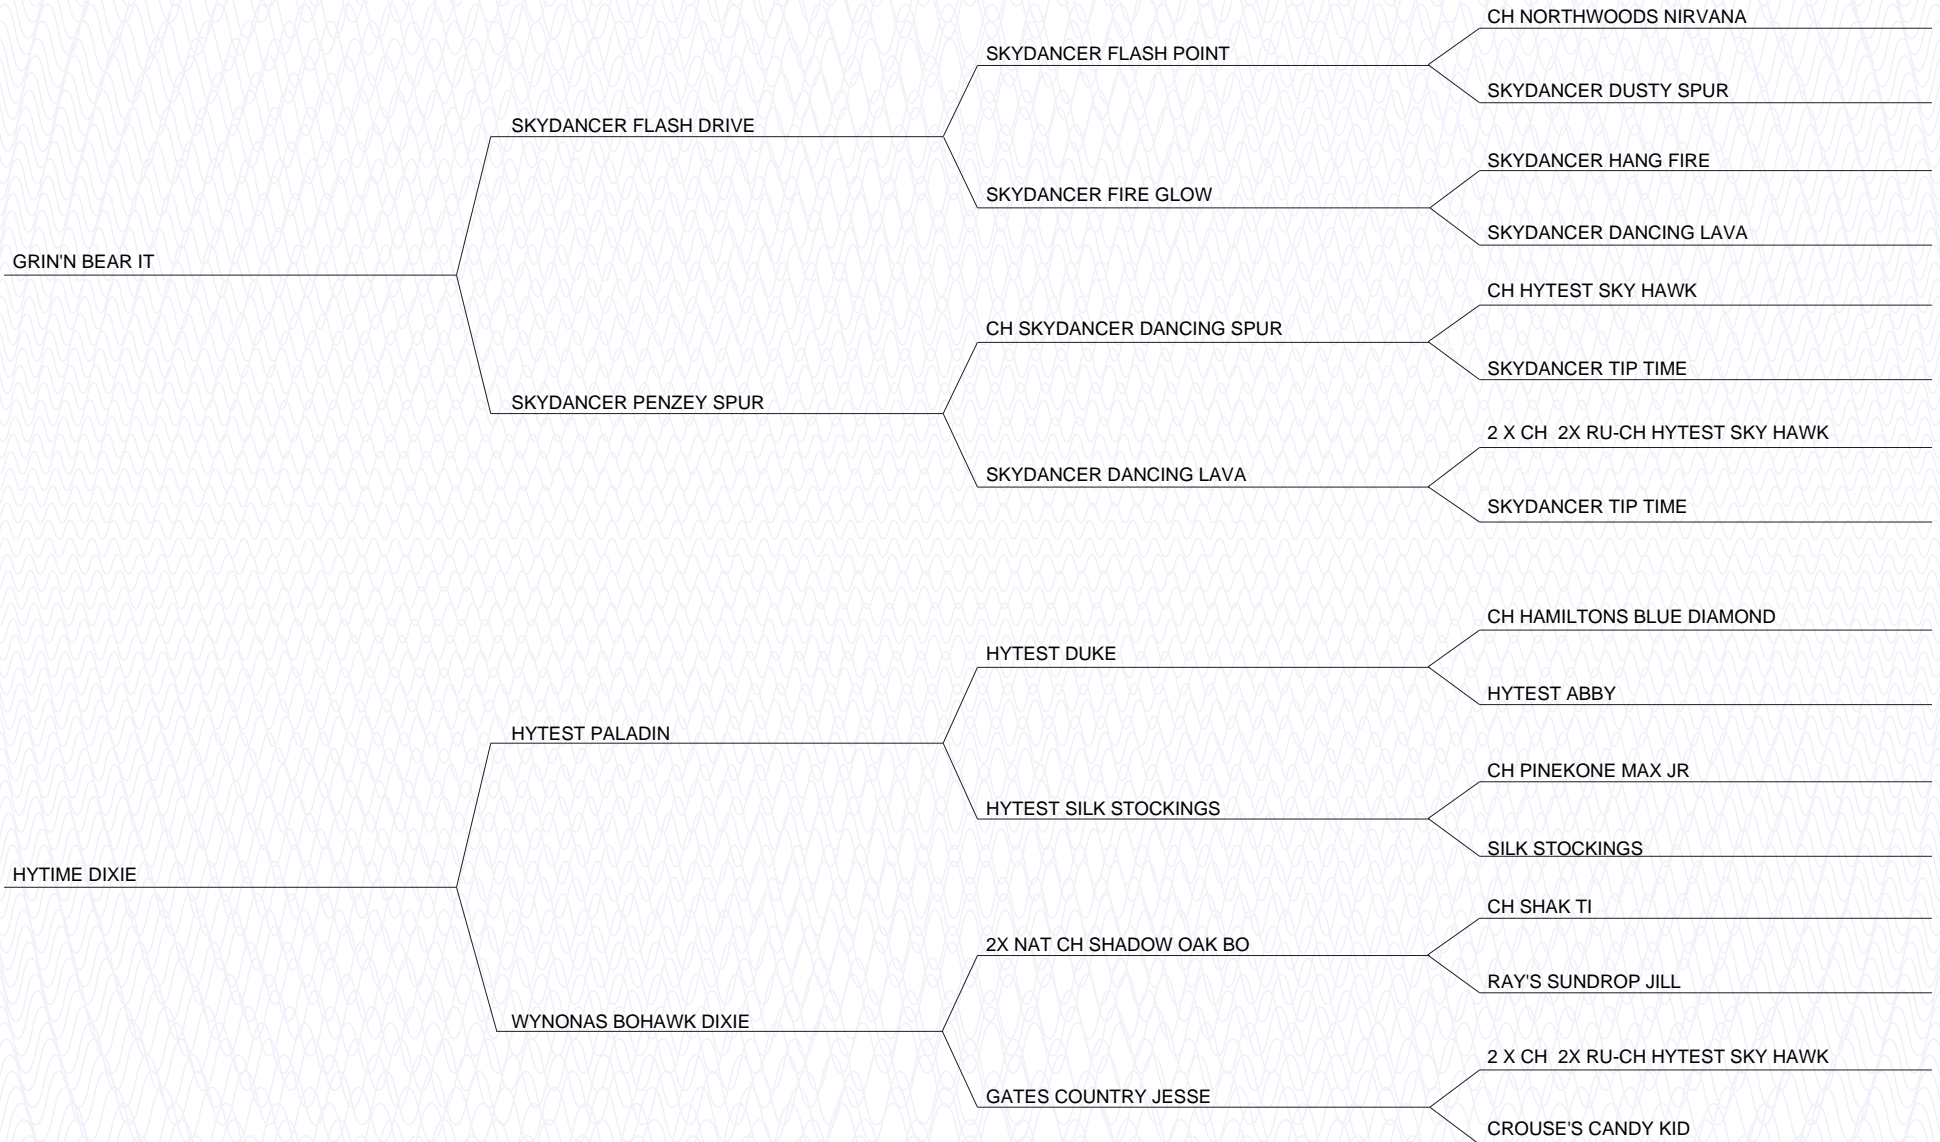 CH NORTHWOODS NIRVANA
SKYDANCER FLASH POINT
SKYDANCER DUSTY SPUR
SKYDANCER FLASH DRIVE
SKYDANCER HANG FIRE
SKYDANCER FIRE GLOW
SKYDANCER DANCING LAVA
GRIN'N BEAR IT
CH HYTEST SKY HAWK
CH SKYDANCER DANCING SPUR
SKYDANCER TIP TIME
SKYDANCER PENZEY SPUR
2 X CH  2X RU-CH HYTEST SKY HAWK
SKYDANCER DANCING LAVA
SKYDANCER TIP TIME
CH HAMILTONS BLUE DIAMOND
HYTEST DUKE
HYTEST ABBY
HYTEST PALADIN
CH PINEKONE MAX JR
HYTEST SILK STOCKINGS
SILK STOCKINGS
HYTIME DIXIE
CH SHAK TI
2X NAT CH SHADOW OAK BO
RAY'S SUNDROP JILL
WYNONAS BOHAWK DIXIE
2 X CH  2X RU-CH HYTEST SKY HAWK
GATES COUNTRY JESSE
CROUSE'S CANDY KID